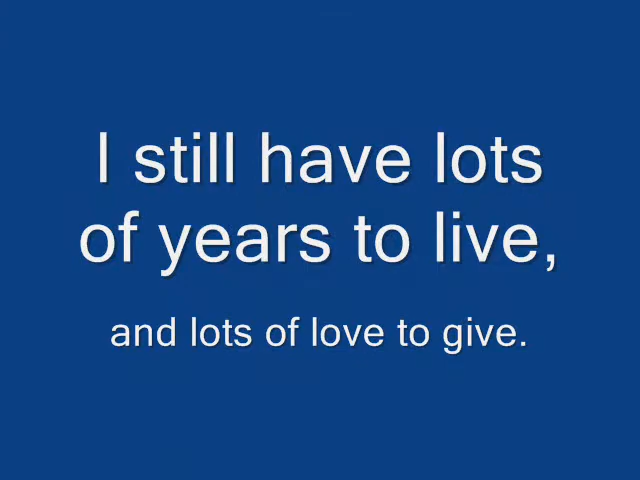 I still have lots
of years to live,
and lots of love to give.